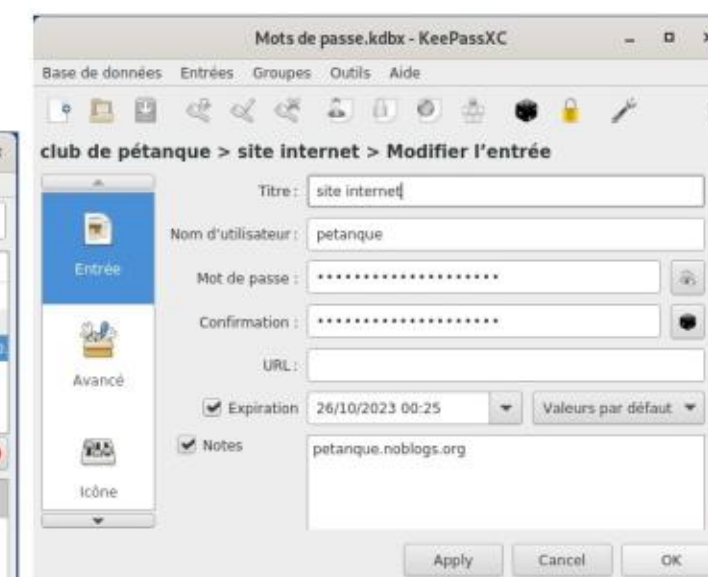 Mots de passe.kdbx - KeePassXC
Base de données Entrées Groupes Outils Aide
club de pétanque > site internet > Modifier l'entrée
Titre : site internet
Nom d'utilisateur : petanque
Mot de passe : ••••••••••••••••••••
Confirmation : ••••••••••••••••••••
URL :
Expiration 26/10/2023 00:25 Valeurs par défaut
Notes petanque.noblogs.org
Entrée
Avancé
Icône
Apply Cancel OK